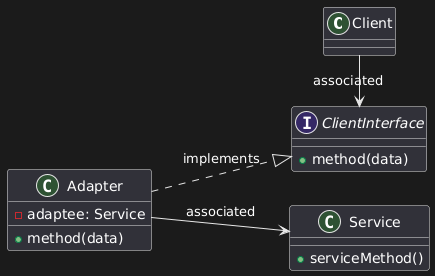 C Client
associated
I ClientInterface
method(data)
implements
C Adapter
adaptee: Service
method(data)
associated
C Service
serviceMethod()